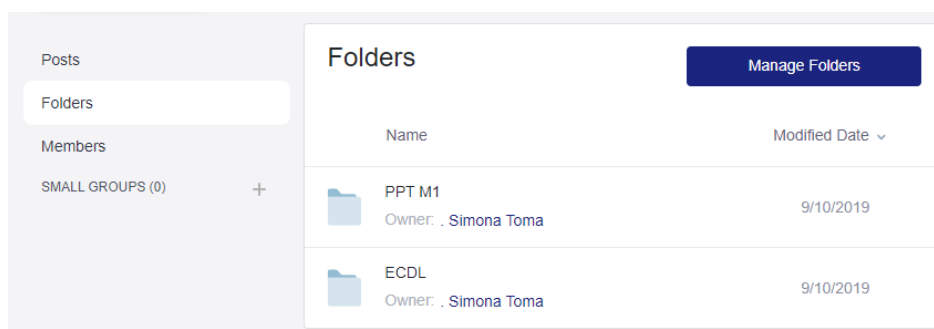 Posts
Folders
Members
SMALL GROUPS (0) +
Folders
Manage Folders
Name
Modified Date
PPT M1
Owner: . Simona Toma
9/10/2019
ECDL
Owner: . Simona Toma
9/10/2019